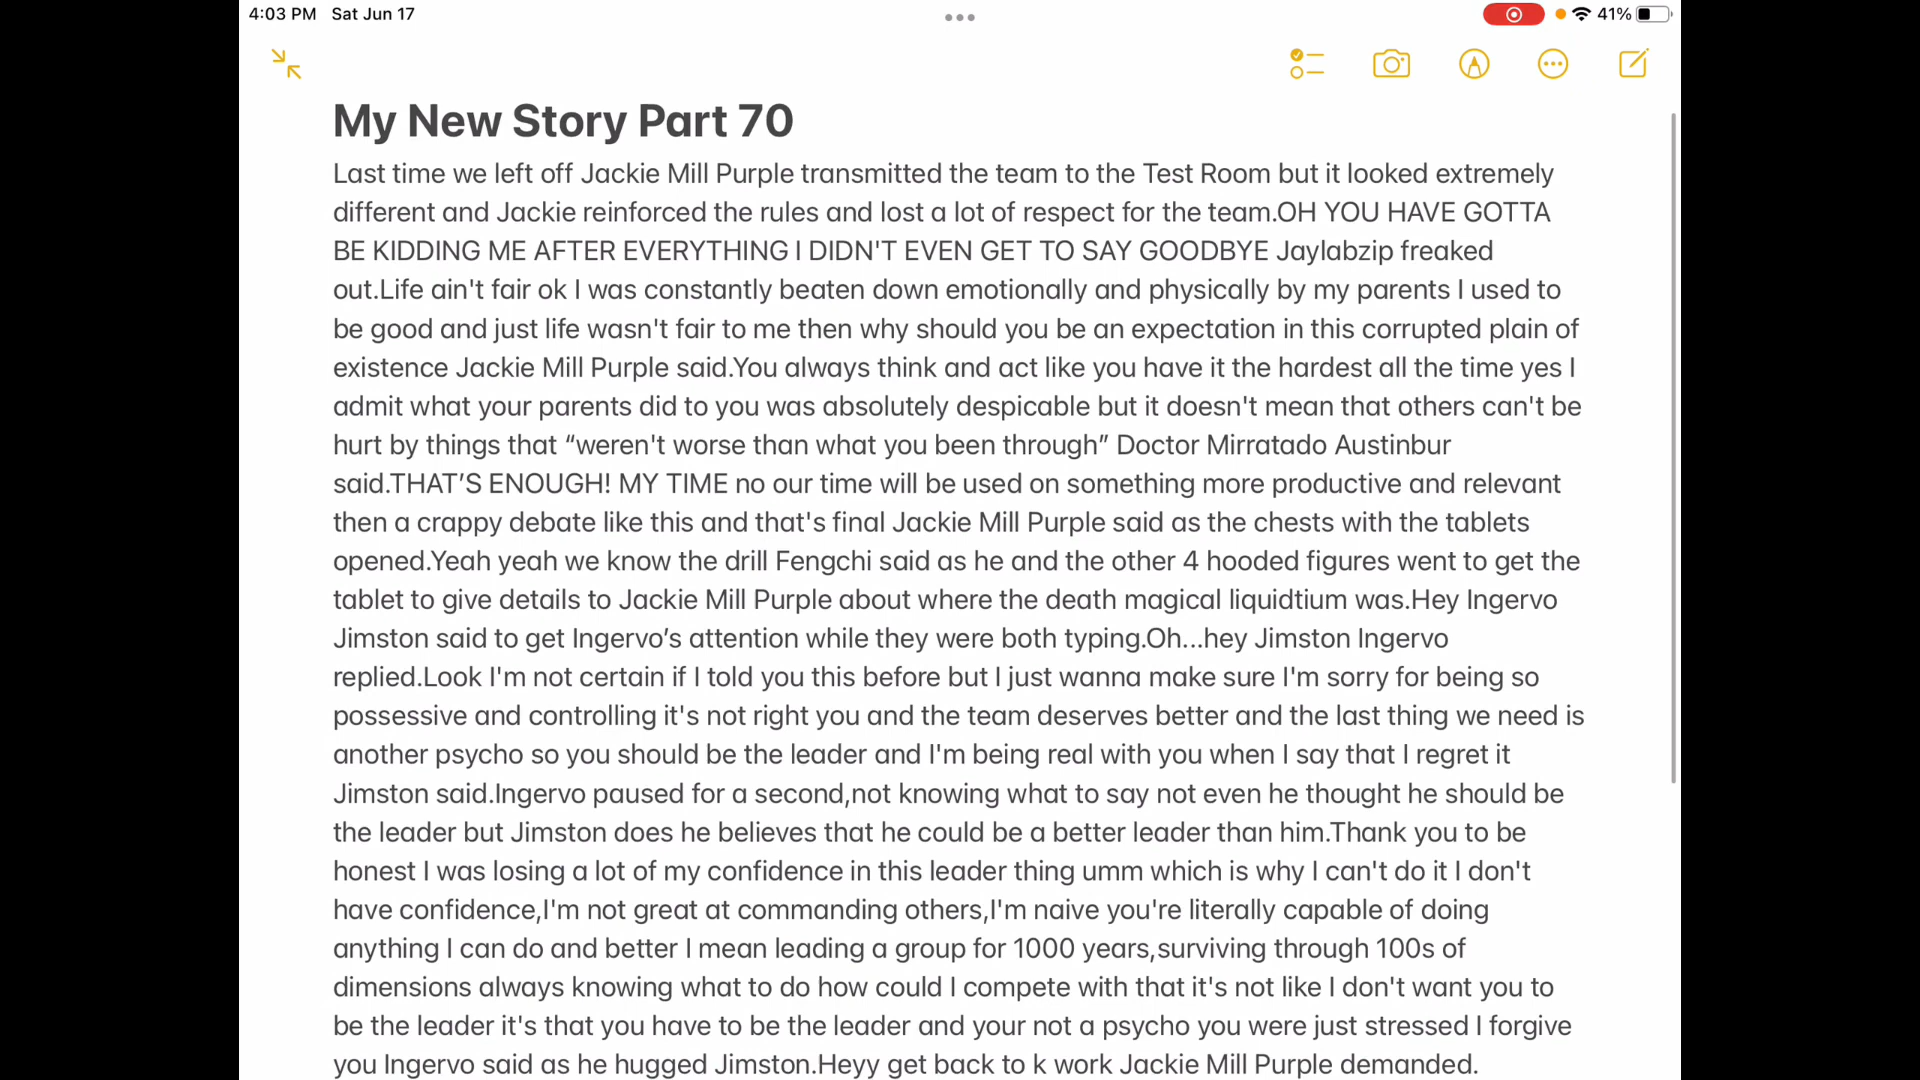 4:03 PM Sat Jun 17
41%
My New Story Part 70
Last time we left off Jackie Mill Purple transmitted the team to the Test Room but it looked extremely
different and Jackie reinforced the rules and lost a lot of respect for the team.OH YOU HAVE GOTTA
BE KIDDING ME AFTER EVERYTHING I DIDN'T EVEN GET TO SAY GOODBYE Jaylabzip freaked
out.Life ain't fair ok I was constantly beaten down emotionally and physically by my parents I used to
be good and just life wasn't fair to me then why should you be an expectation in this corrupted plain of
existence Jackie Mill Purple said.You always think and act like you have it the hardest all the time yes I
admit what your parents did to you was absolutely despicable but it doesn't mean that others can't be
hurt by things that “weren't worse than what you been through” Doctor Mirratado Austinbur
said.THAT’S ENOUGH! MY TIME no our time will be used on something more productive and relevant
then a crappy debate like this and that's final Jackie Mill Purple said as the chests with the tablets
opened.Yeah yeah we know the drill Fengchi said as he and the other 4 hooded figures went to get the
tablet to give details to Jackie Mill Purple about where the death magical liquidtium was.Hey Ingervo
Jimston said to get Ingervo’s attention while they were both typing.Oh...hey Jimston Ingervo
replied.Look I'm not certain if I told you this before but I just wanna make sure I'm sorry for being so
possessive and controlling it's not right you and the team deserves better and the last thing we need is
another psycho so you should be the leader and I'm being real with you when I say that I regret it
Jimston said.Ingervo paused for a second,not knowing what to say not even he thought he should be
the leader but Jimston does he believes that he could be a better leader than him.Thank you to be
honest I was losing a lot of my confidence in this leader thing umm which is why I can't do it I don't
have confidence,I'm not great at commanding others,I'm naive you're literally capable of doing
anything I can do and better I mean leading a group for 1000 years,surviving through 100s of
dimensions always knowing what to do how could I compete with that it's not like I don't want you to
be the leader it's that you have to be the leader and your not a psycho you were just stressed I forgive
you Ingervo said as he hugged Jimston.Heyy get back to k work Jackie Mill Purple demanded.